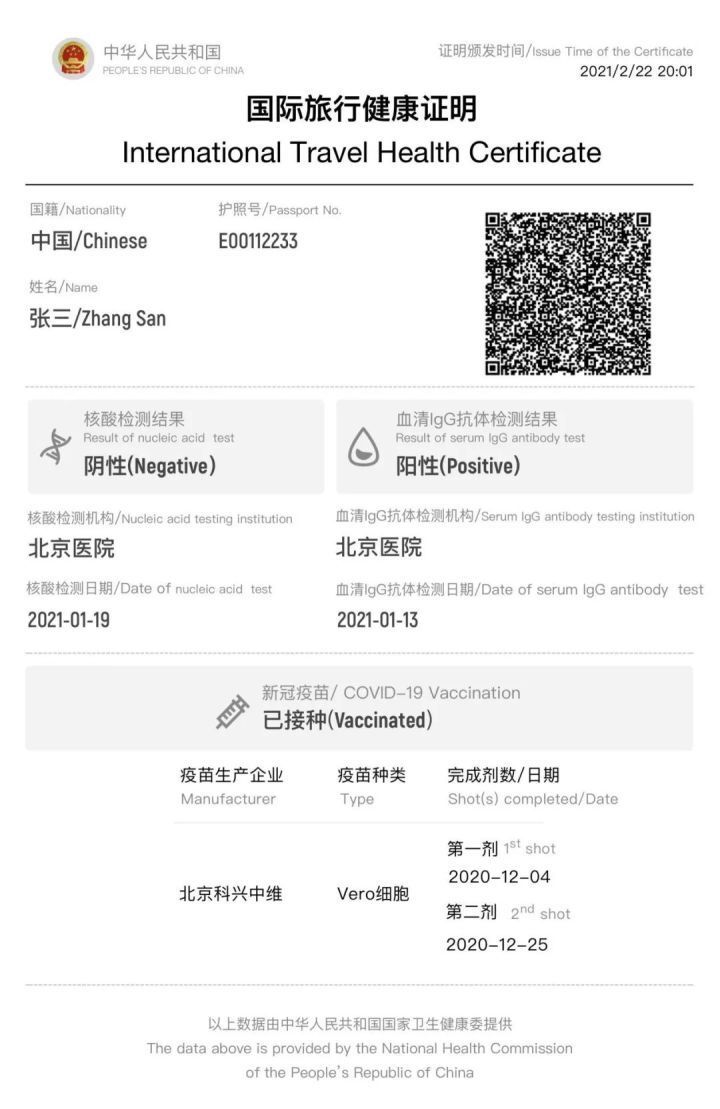 中华人民共和国
PEOPLE'S REPUBLIC OF CHINA
证明颁发时间/Issue Time of the Certificate
2021/2/22 20:01
国际旅行健康证明
International Travel Health Certificate
国籍/Nationality
中国/Chinese
护照号/Passport No.
E00112233
姓名/Name
张三/Zhang San
核酸检测结果
Result of nucleic acid test
阴性(Negative)
血清IgG抗体检测结果
Result of serum IgG antibody test
阳性(Positive)
核酸检测机构/Nucleic acid testing institution
北京医院
血清IgG抗体检测机构/Serum IgG antibody testing institution
北京医院
核酸检测日期/Date of nucleic acid test
2021-01-19
血清IgG抗体检测日期/Date of serum IgG antibody test
2021-01-13
新冠疫苗/ COVID-19 Vaccination
已接种(Vaccinated)
疫苗生产企业
Manufacturer
疫苗种类
Type
完成剂数/日期
Shot(s) completed/Date
北京科兴中维
Vero细胞
第一剂 1st shot
2020-12-04
第二剂 2nd shot
2020-12-25
以上数据由中华人民共和国国家卫生健康委提供
The data above is provided by the National Health Commission
of the People's Republic of China